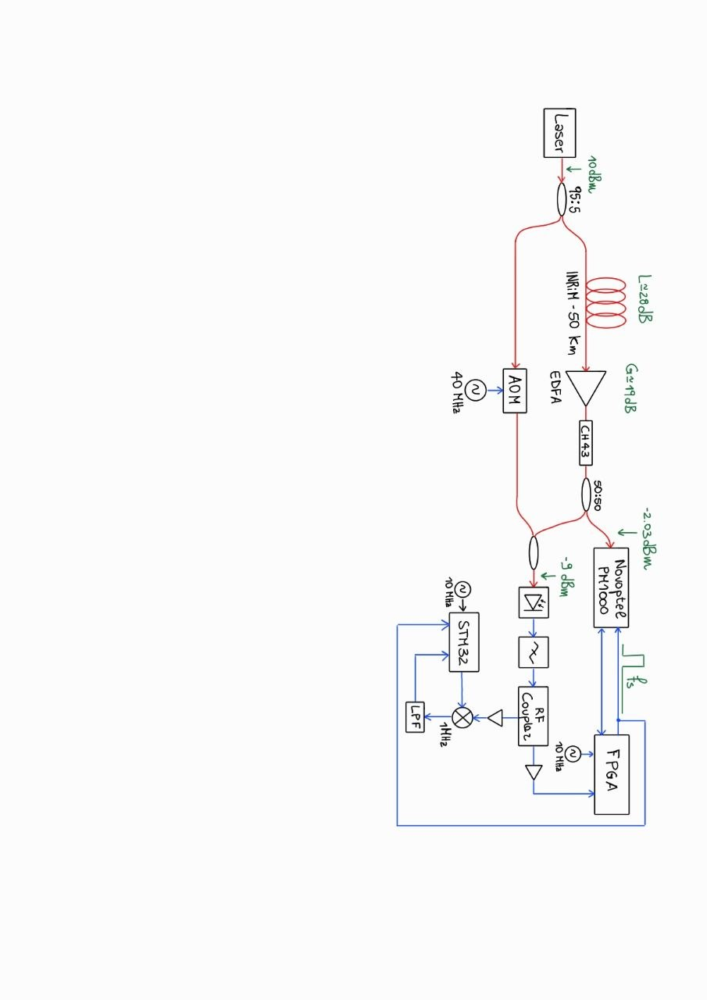 L≃28dB
G≃19dB
-2.03dBm
10dBm
95:5
50:50
Laser
INRiM - 50 km
EDFA
CH43
Novoptel
PM1000
fs
FPGA
-9 dBm
10 MHz
RF
Coupler
AOM
40 MHz
STM32
10 MHz
1MHz
LPF